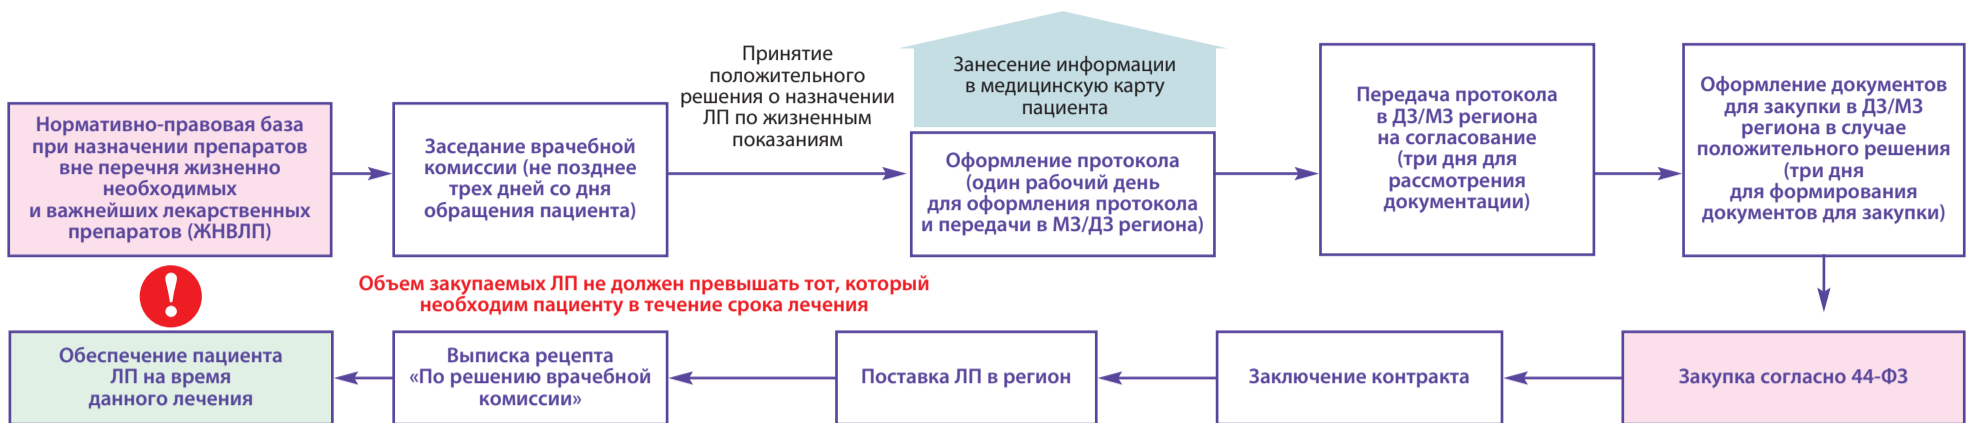 Нормативно-правовая база
при назначении препаратов
вне перечня жизненно
необходимых
и важнейших лекарственных
препаратов (ЖНВЛП)
Заседание врачебной
комиссии (не позднее
трех дней со дня
обращения пациента)
Принятие
положительного
решения о назначении
ЛП по жизненным
показаниям
Занесение информации
в медицинскую карту
пациента
Оформление протокола
(один рабочий день
для оформления протокола
и передачи в МЗ/ДЗ региона)
Передача протокола
в ДЗ/МЗ региона
на согласование
(три дня для
рассмотрения
документации)
Оформление документов
для закупки в ДЗ/МЗ
региона в случае
положительного решения
(три дня
для формирования
документов для закупки)
!
Объем закупаемых ЛП не должен превышать тот, который
необходим пациенту в течение срока лечения
Закупка согласно 44-ФЗ
Заключение контракта
Поставка ЛП в регион
Выписка рецепта
«По решению врачебной
комиссии»
Обеспечение пациента
ЛП на время
данного лечения